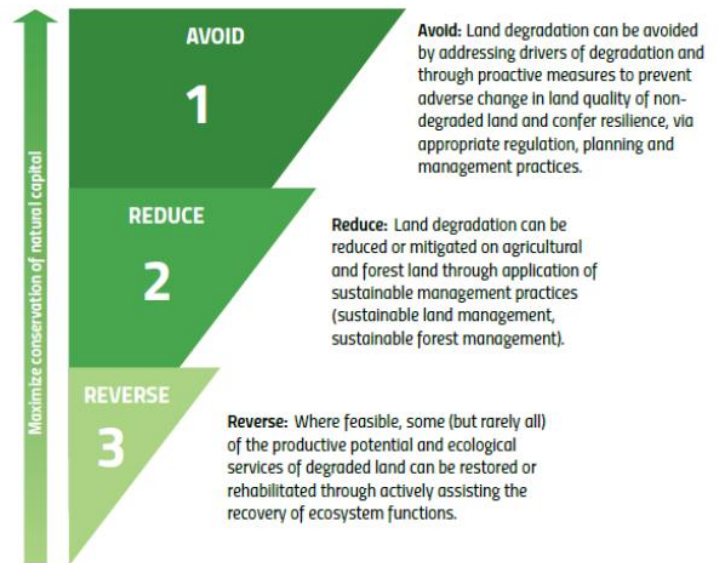 Maximize conservation of natural capital
AVOID
1
Avoid: Land degradation can be avoided
by addressing drivers of degradation and
through proactive measures to prevent
adverse change in land quality of non-
degraded land and confer resilience, via
appropriate regulation, planning and
management practices.
REDUCE
2
Reduce: Land degradation can be
reduced or mitigated on agricultural
and forest land through application of
sustainable management practices
(sustainable land management,
sustainable forest management).
REVERSE
3
Reverse: Where feasible, some (but rarely all)
of the productive potential and ecological
services of degraded land can be restored or
rehabilitated through actively assisting the
recovery of ecosystem functions.